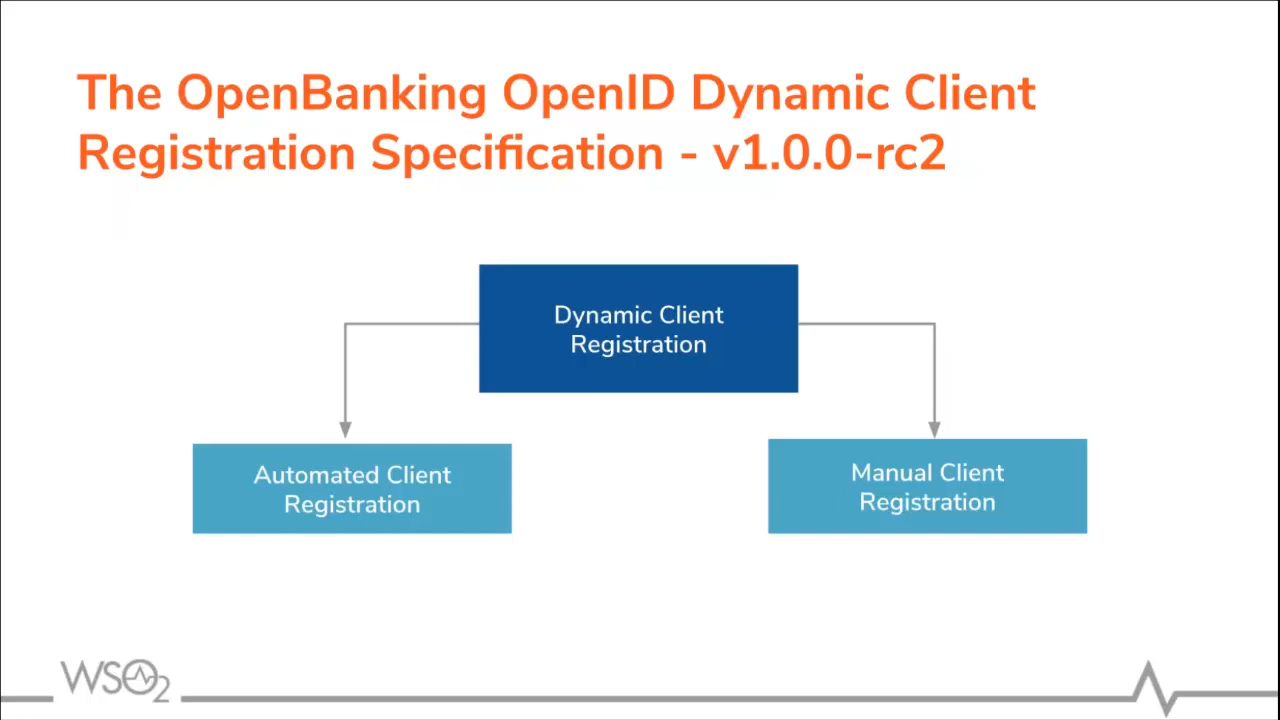 The OpenBanking OpenID Dynamic Client
Registration Specification - v1.0.0-rc2
Dynamic Client
Registration
Automated Client
Registration
Manual Client
Registration
WSO2